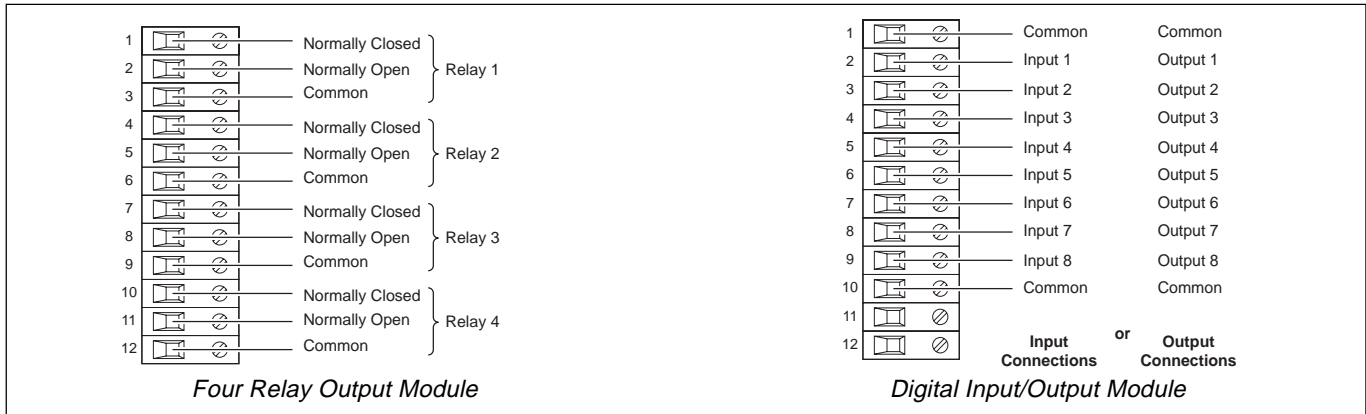 1 Normally Closed
2 Normally Open Relay 1
3 Common
4 Normally Closed
5 Normally Open Relay 2
6 Common
7 Normally Closed
8 Normally Open Relay 3
9 Common
10 Normally Closed
11 Normally Open Relay 4
12 Common
Four Relay Output Module
1 Common Common
2 Input 1 Output 1
3 Input 2 Output 2
4 Input 3 Output 3
5 Input 4 Output 4
6 Input 5 Output 5
7 Input 6 Output 6
8 Input 7 Output 7
9 Input 8 Output 8
10 Common Common
11
12
Input or Output
Connections Connections
Digital Input/Output Module